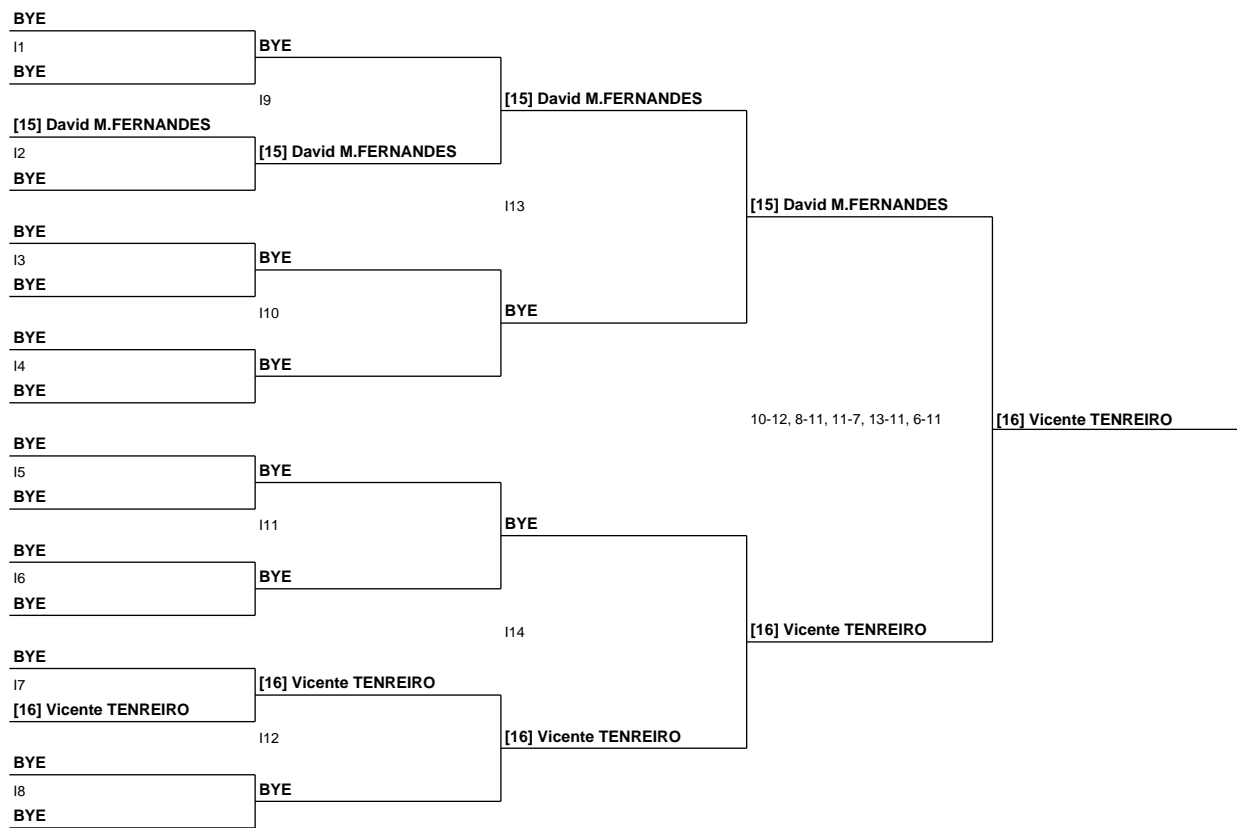 BYE
I1
BYE
BYE
I9
[15] David M.FERNANDES
[15] David M.FERNANDES
I2
[15] David M.FERNANDES
BYE
I13
[15] David M.FERNANDES
BYE
I3
BYE
BYE
I10
BYE
BYE
I4
BYE
BYE
10-12, 8-11, 11-7, 13-11, 6-11
[16] Vicente TENREIRO
BYE
I5
BYE
BYE
I11
BYE
BYE
I6
BYE
BYE
I14
[16] Vicente TENREIRO
BYE
I7
[16] Vicente TENREIRO
[16] Vicente TENREIRO
I12
[16] Vicente TENREIRO
BYE
I8
BYE
BYE